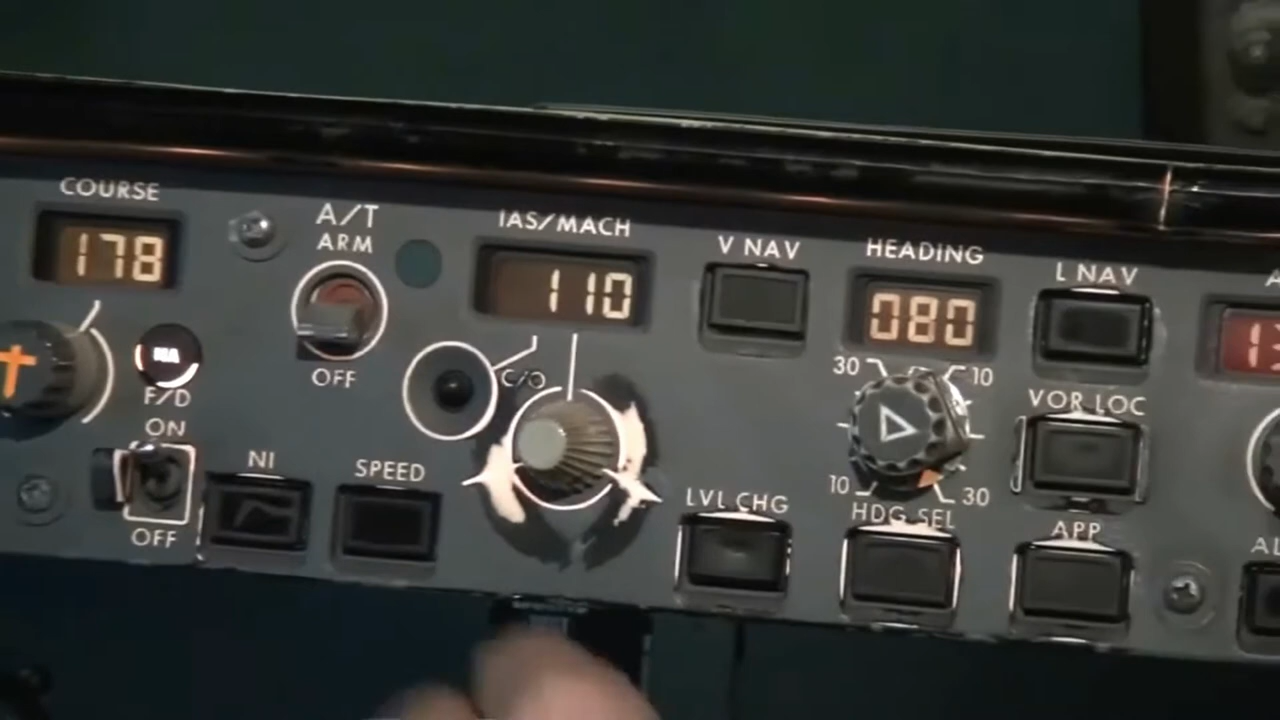 COURSE
178
A/T
ARM
OFF
MA
F/D
ON
OFF
N1
SPEED
IAS/MACH
110
C/O
V NAV
LVL CHG
HEADING
080
30
10
10
30
HDG SEL
L NAV
VOR LOC
APP